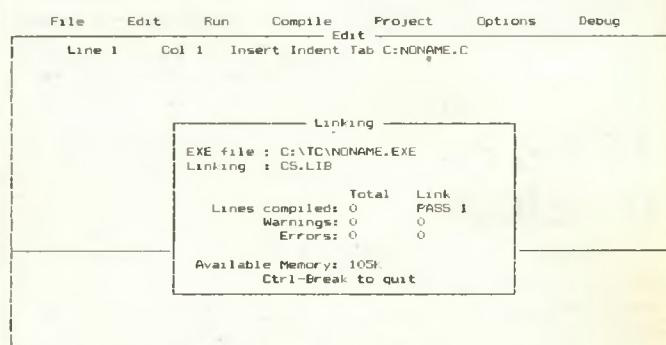 File Edit Run Compile Project Options Debug
Edit
Line 1 Col 1 Insert Indent Tab C:NONAME.C
Linking
EXE file : C:\TC\NONAME.EXE
Linking : CS.LIB
Total Link
Lines compiled: 0 PASS 1
Warnings: 0 0
Errors: 0 0
Available Memory: 105K
Ctrl-Break to quit